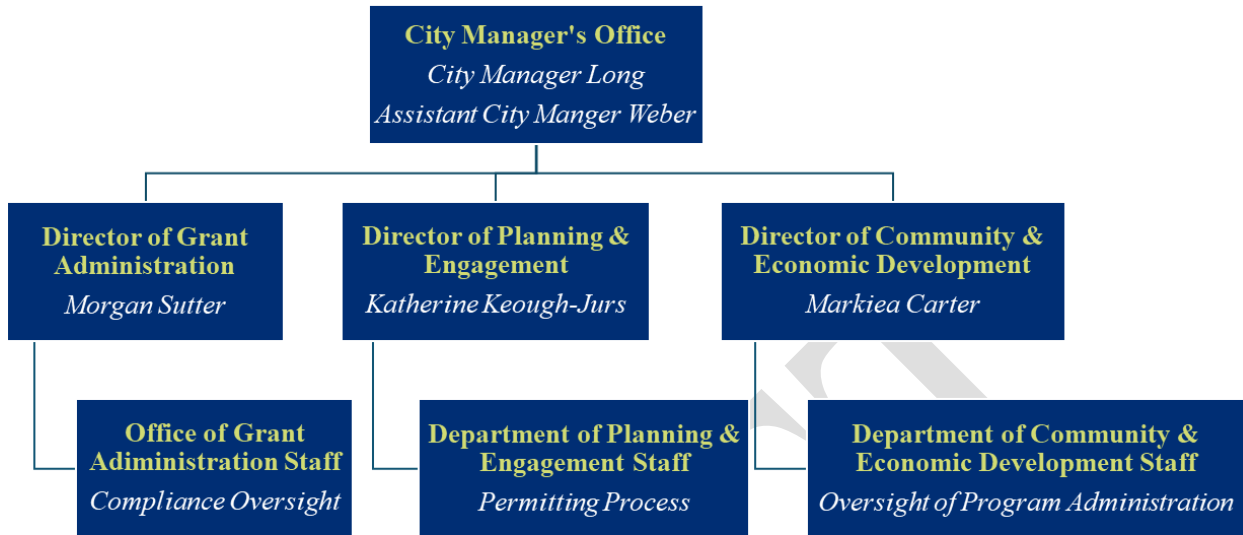 City Manager's Office
City Manager Long
Assistant City Manger Weber
Director of Grant
Administration
Morgan Sutter
Director of Planning &
Engagement
Katherine Keough-Jurs
Director of Community &
Economic Development
Markiea Carter
Office of Grant
Adiministration Staff
Compliance Oversight
Department of Planning &
Engagement Staff
Permitting Process
Department of Community &
Economic Development Staff
Oversight of Program Administration